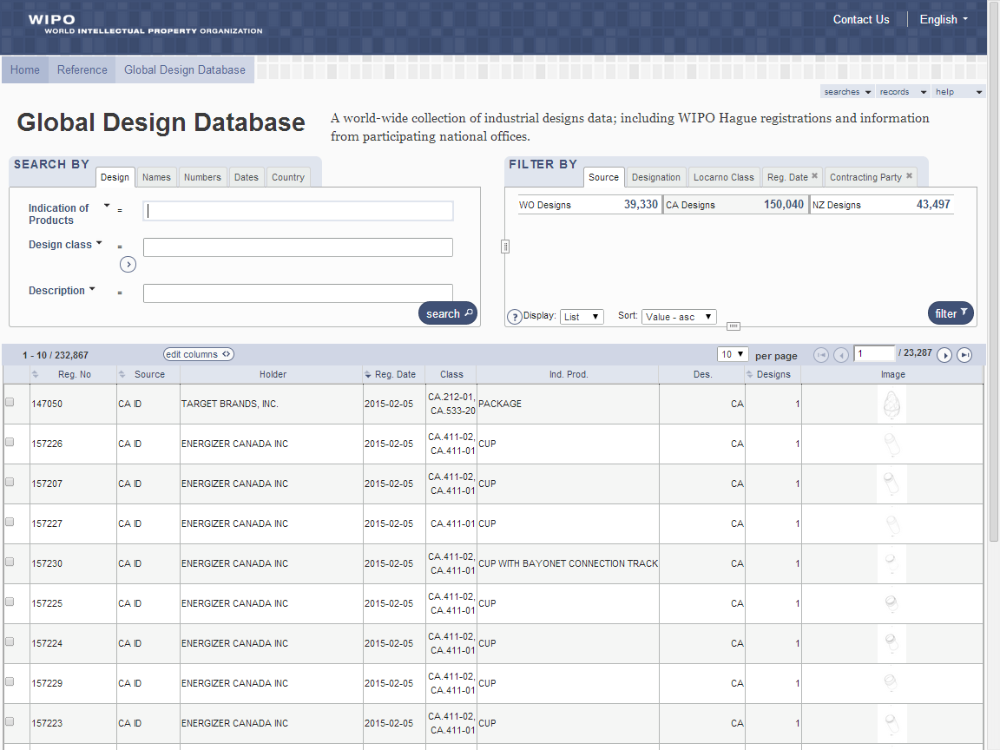 WIPO
WORLD INTELLECTUAL PROPERTY ORGANIZATION
Contact Us English
Home Reference Global Design Database
searches records help
Global Design Database
A world-wide collection of industrial designs data; including WIPO Hague registrations and information
from participating national offices.
SEARCH BY
Design Names Numbers Dates Country
Indication of
Products =
Design class =
Description =
search
FILTER BY
Source Designation Locarno Class Reg. Date Contracting Party
WO Designs 39,330 CA Designs 150,040 NZ Designs 43,497
? Display: List Sort: Value - asc
filter
1 - 10 / 232,867 edit columns 10 per page 1 / 23,287
Reg. No Source Holder Reg. Date Class Ind. Prod. Des. Designs Image
147050 CA ID TARGET BRANDS, INC. 2015-02-05 CA.212-01, CA.533-20 PACKAGE CA 1
157226 CA ID ENERGIZER CANADA INC 2015-02-05 CA.411-02, CA.411-01 CUP CA 1
157207 CA ID ENERGIZER CANADA INC 2015-02-05 CA.411-02, CA.411-01 CUP CA 1
157227 CA ID ENERGIZER CANADA INC 2015-02-05 CA.411-01 CUP CA 1
157230 CA ID ENERGIZER CANADA INC 2015-02-05 CA.411-02, CA.411-01 CUP WITH BAYONET CONNECTION TRACK CA 1
157225 CA ID ENERGIZER CANADA INC 2015-02-05 CA.411-02, CA.411-01 CUP CA 1
157224 CA ID ENERGIZER CANADA INC 2015-02-05 CA.411-02, CA.411-01 CUP CA 1
157229 CA ID ENERGIZER CANADA INC 2015-02-05 CA.411-02, CA.411-01 CUP CA 1
157223 CA ID ENERGIZER CANADA INC 2015-02-05 CA.411-02, CA.411-01 CUP CA 1